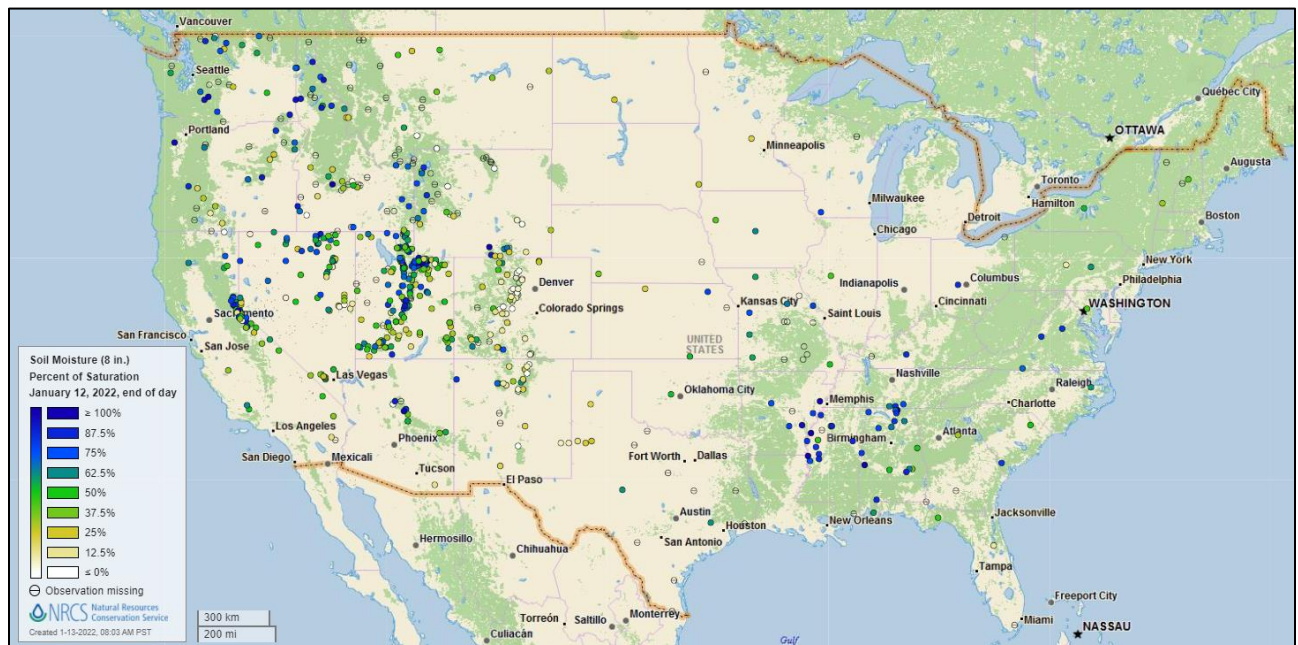 Vancouver
Seattle
Portland
Québec City
OTTAWA
Augusta
Minneapolis
Toronto
Hamilton
Milwaukee
Detroit
Boston
Chicago
New York
Philadelphia
Denver
Colorado Springs
Indianapolis
Columbus
Cincinnati
WASHINGTON
Kansas City
Saint Louis
Sacramento
San Francisco
San Jose
UNITED
STATES
Las Vegas
Nashville
Raleigh
Oklahoma City
Memphis
Charlotte
Los Angeles
Phoenix
Birmingham
Atlanta
San Diego
Mexicali
Tucson
Fort Worth
Dallas
El Paso
Austin
Houston
New Orleans
Jacksonville
San Antonio
Hermosillo
Chihuahua
Tampa
Freeport City
Torreón
Saltillo
Monterrey
Miami
Culiacán
Gulf
NASSAU
Soil Moisture (8 in.)
Percent of Saturation
January 12, 2022, end of day
≥ 100%
87.5%
75%
62.5%
50%
37.5%
25%
12.5%
≤ 0%
Observation missing
NRCS Natural Resources
Conservation Service
Created 1-13-2022, 08:03 AM PST
300 km
200 mi